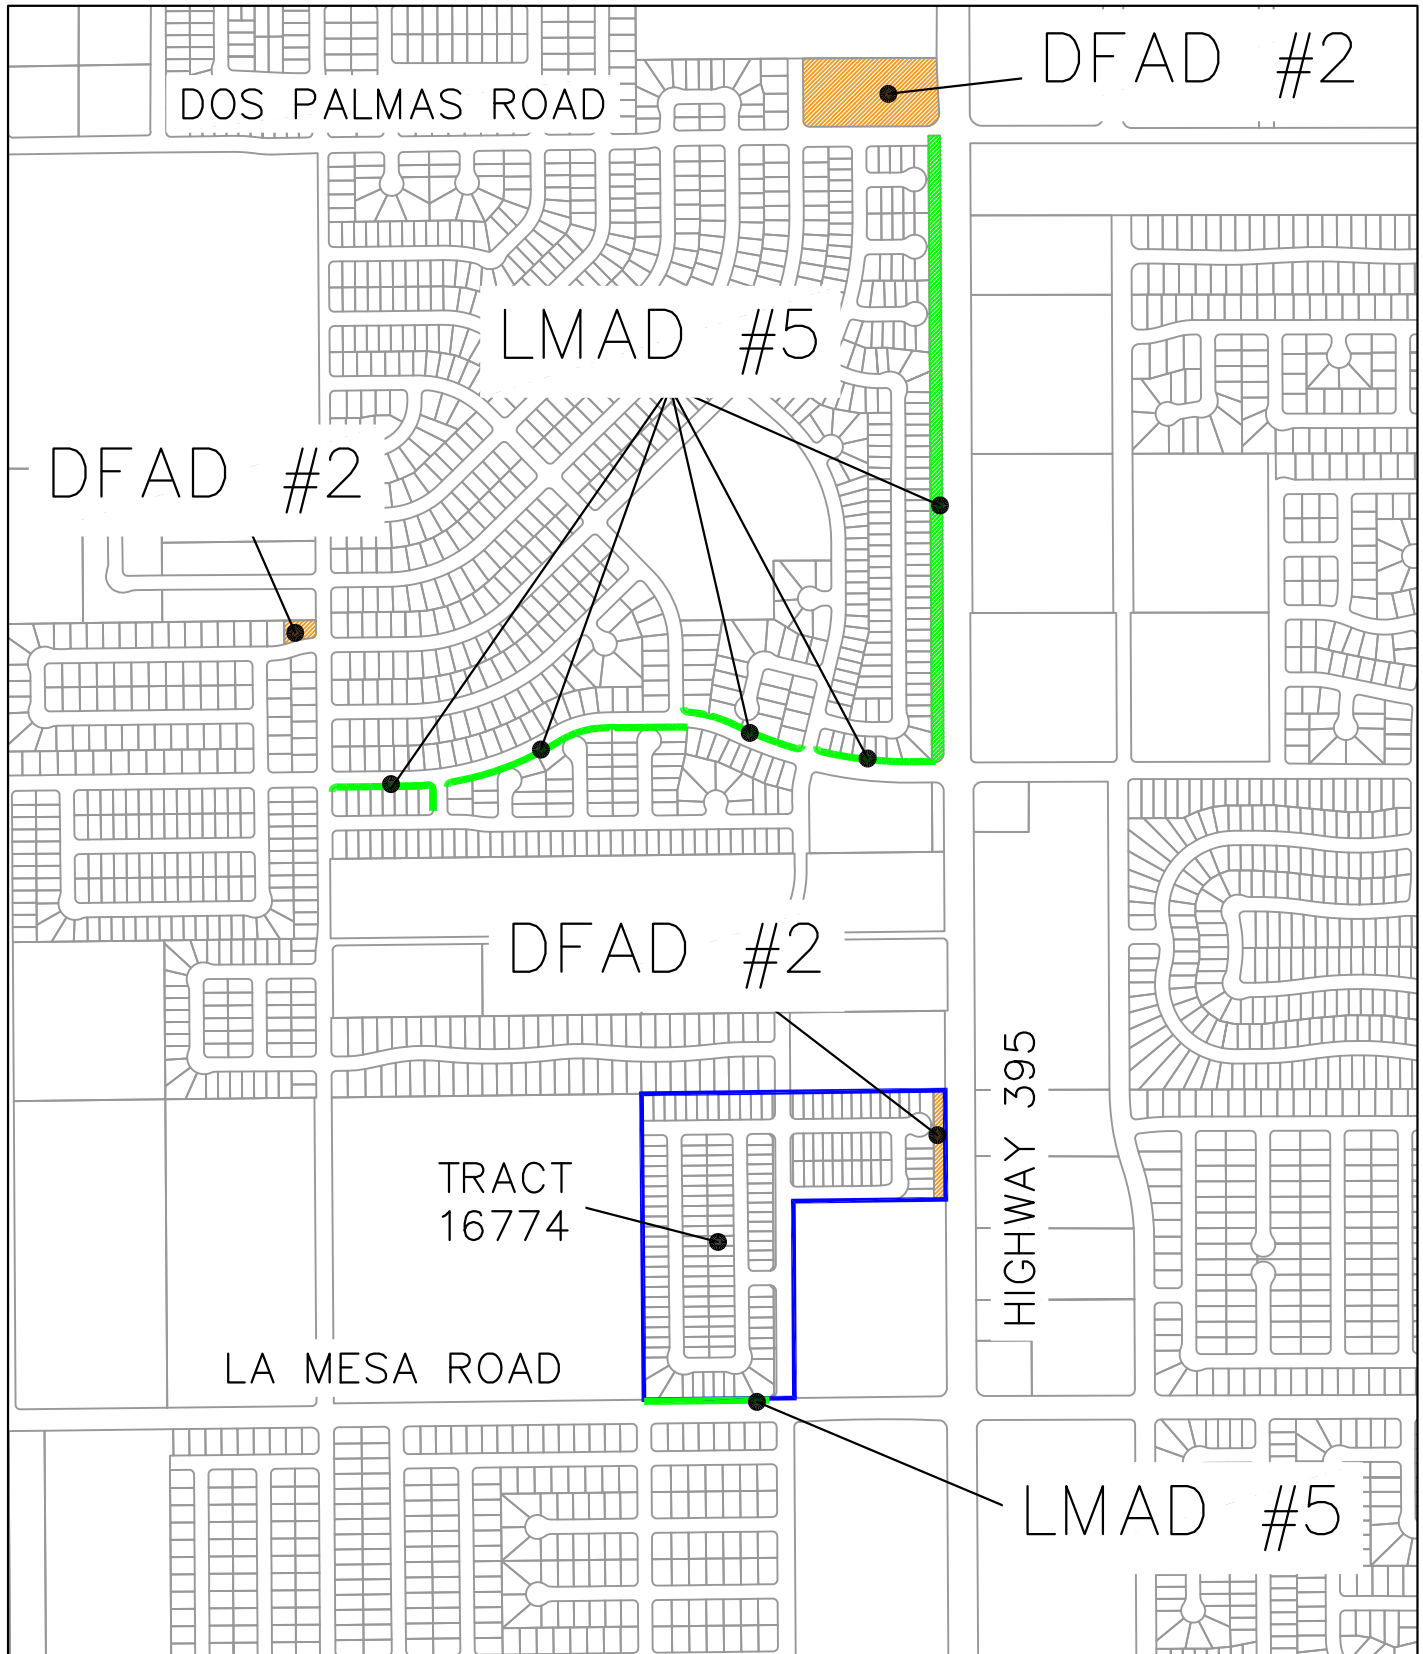 DFAD #2
DOS PALMAS ROAD
LMAD #5
DFAD #2
DFAD #2
HIGHWAY 395
TRACT
16774
LA MESA ROAD
LMAD #5